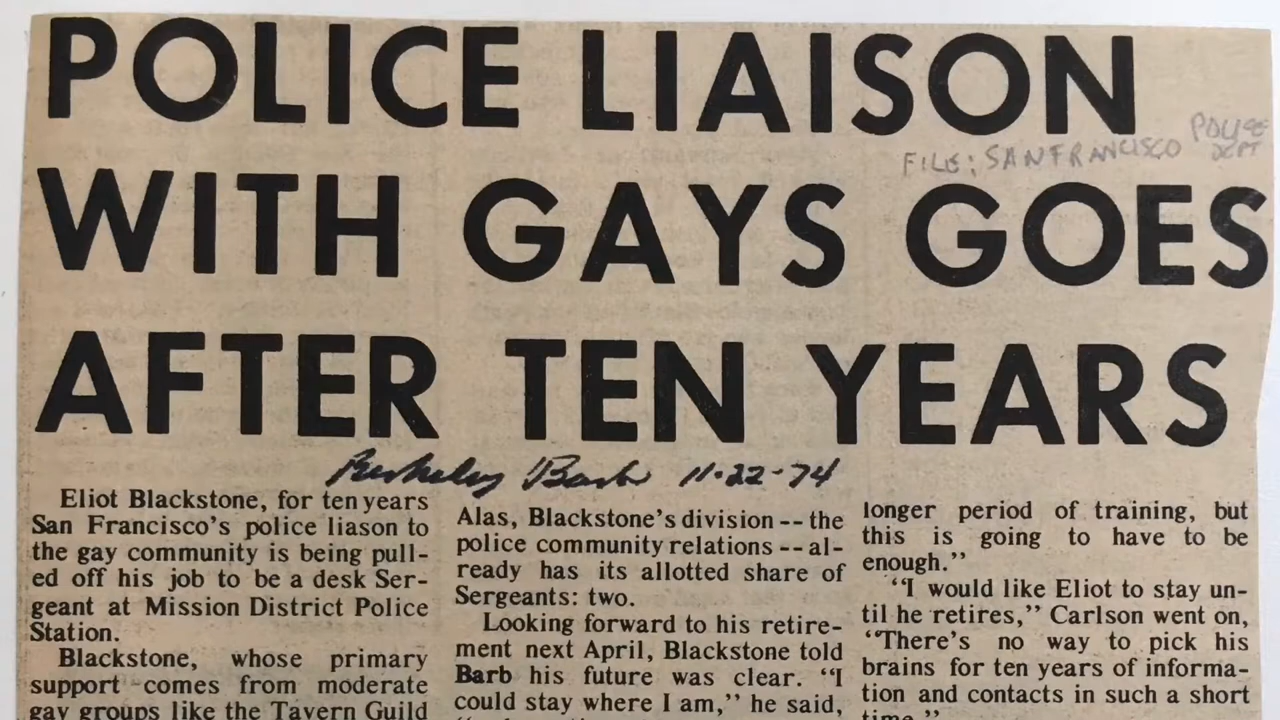 POLICE LIAISON
FILE: SAN FRANCISCO POLICE DEPT
WITH GAYS GOES
AFTER TEN YEARS
Berkeley Barb 11-22-74
Eliot Blackstone, for ten years
San Francisco's police liason to
the gay community is being pull-
ed off his job to be a desk Ser-
geant at Mission District Police
Station.
Blackstone, whose primary
support comes from moderate
gay groups like the Tavern Guild
Alas, Blackstone's division -- the
police community relations -- al-
ready has its allotted share of
Sergeants: two.
Looking forward to his retire-
ment next April, Blackstone told
Barb his future was clear. "I
could stay where I am," he said,
longer period of training, but
this is going to have to be
enough."
"I would like Eliot to stay un-
til he retires," Carlson went on,
"There's no way to pick his
brains for ten years of informa-
tion and contacts in such a short
time."